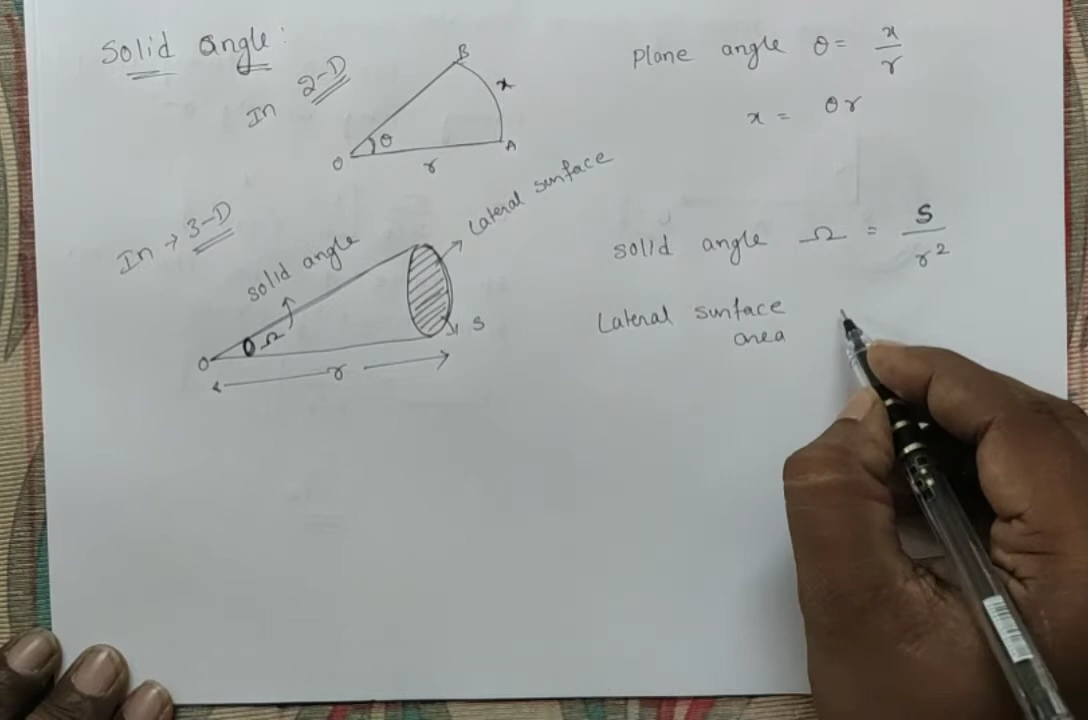 Solid angle:
In 2-D
B
x
θ
O
r
A
Plane angle θ = x/r
x = θr
In → 3-D
solid angle
Lateral surface
Ω
O
S
r
solid angle Ω = S/r²
Lateral surface
area